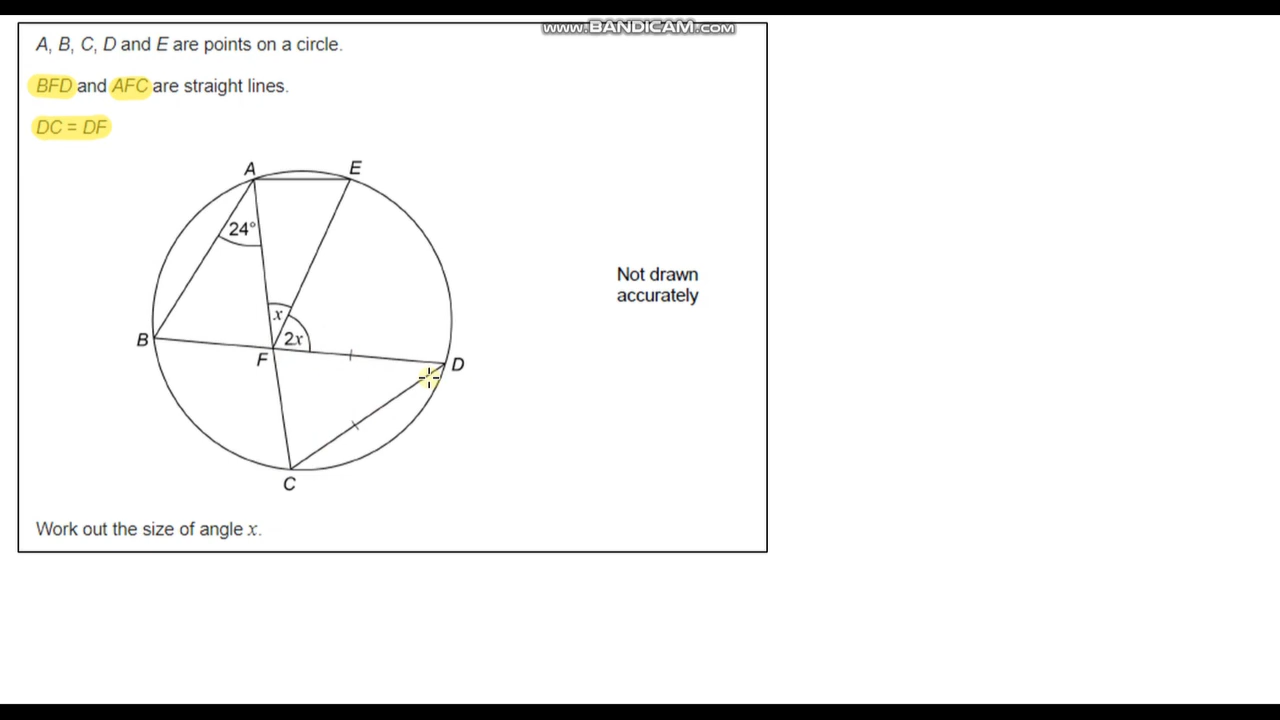 www.BANDICAM.com
A, B, C, D and E are points on a circle.
BFD and AFC are straight lines.
DC = DF
A
E
24°
Not drawn
accurately
x
2x
B
F
D
C
Work out the size of angle x.